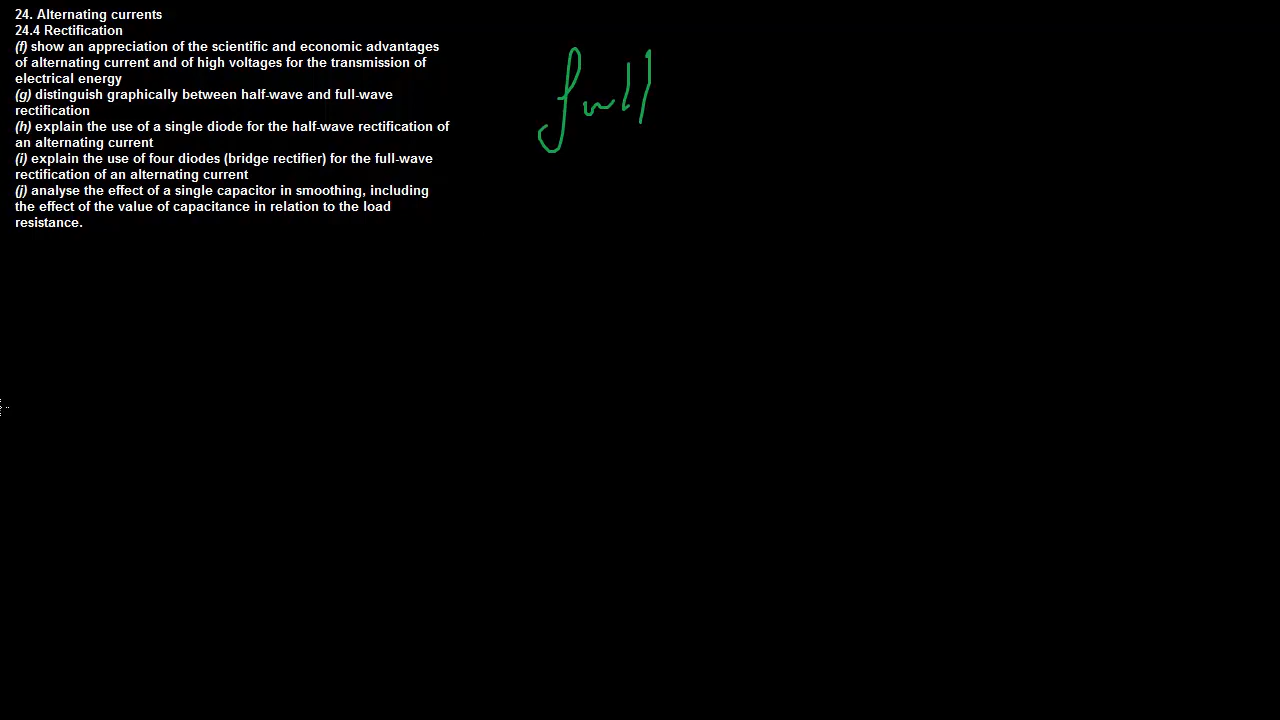 24. Alternating currents
24.4 Rectification
(f) show an appreciation of the scientific and economic advantages
of alternating current and of high voltages for the transmission of
electrical energy
(g) distinguish graphically between half-wave and full-wave
rectification
(h) explain the use of a single diode for the half-wave rectification of
an alternating current
(i) explain the use of four diodes (bridge rectifier) for the full-wave
rectification of an alternating current
(j) analyse the effect of a single capacitor in smoothing, including
the effect of the value of capacitance in relation to the load
resistance.
full